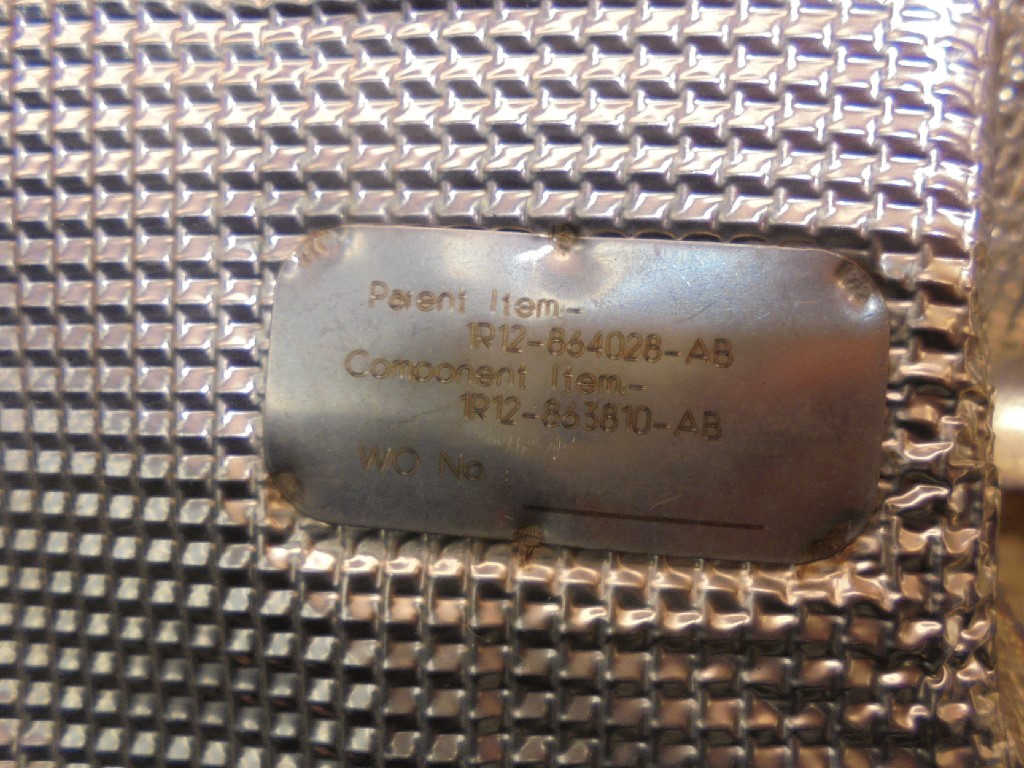 Parent Item-
1R12-864028-AB
Component Item-
1R12-863810-AB
WO No